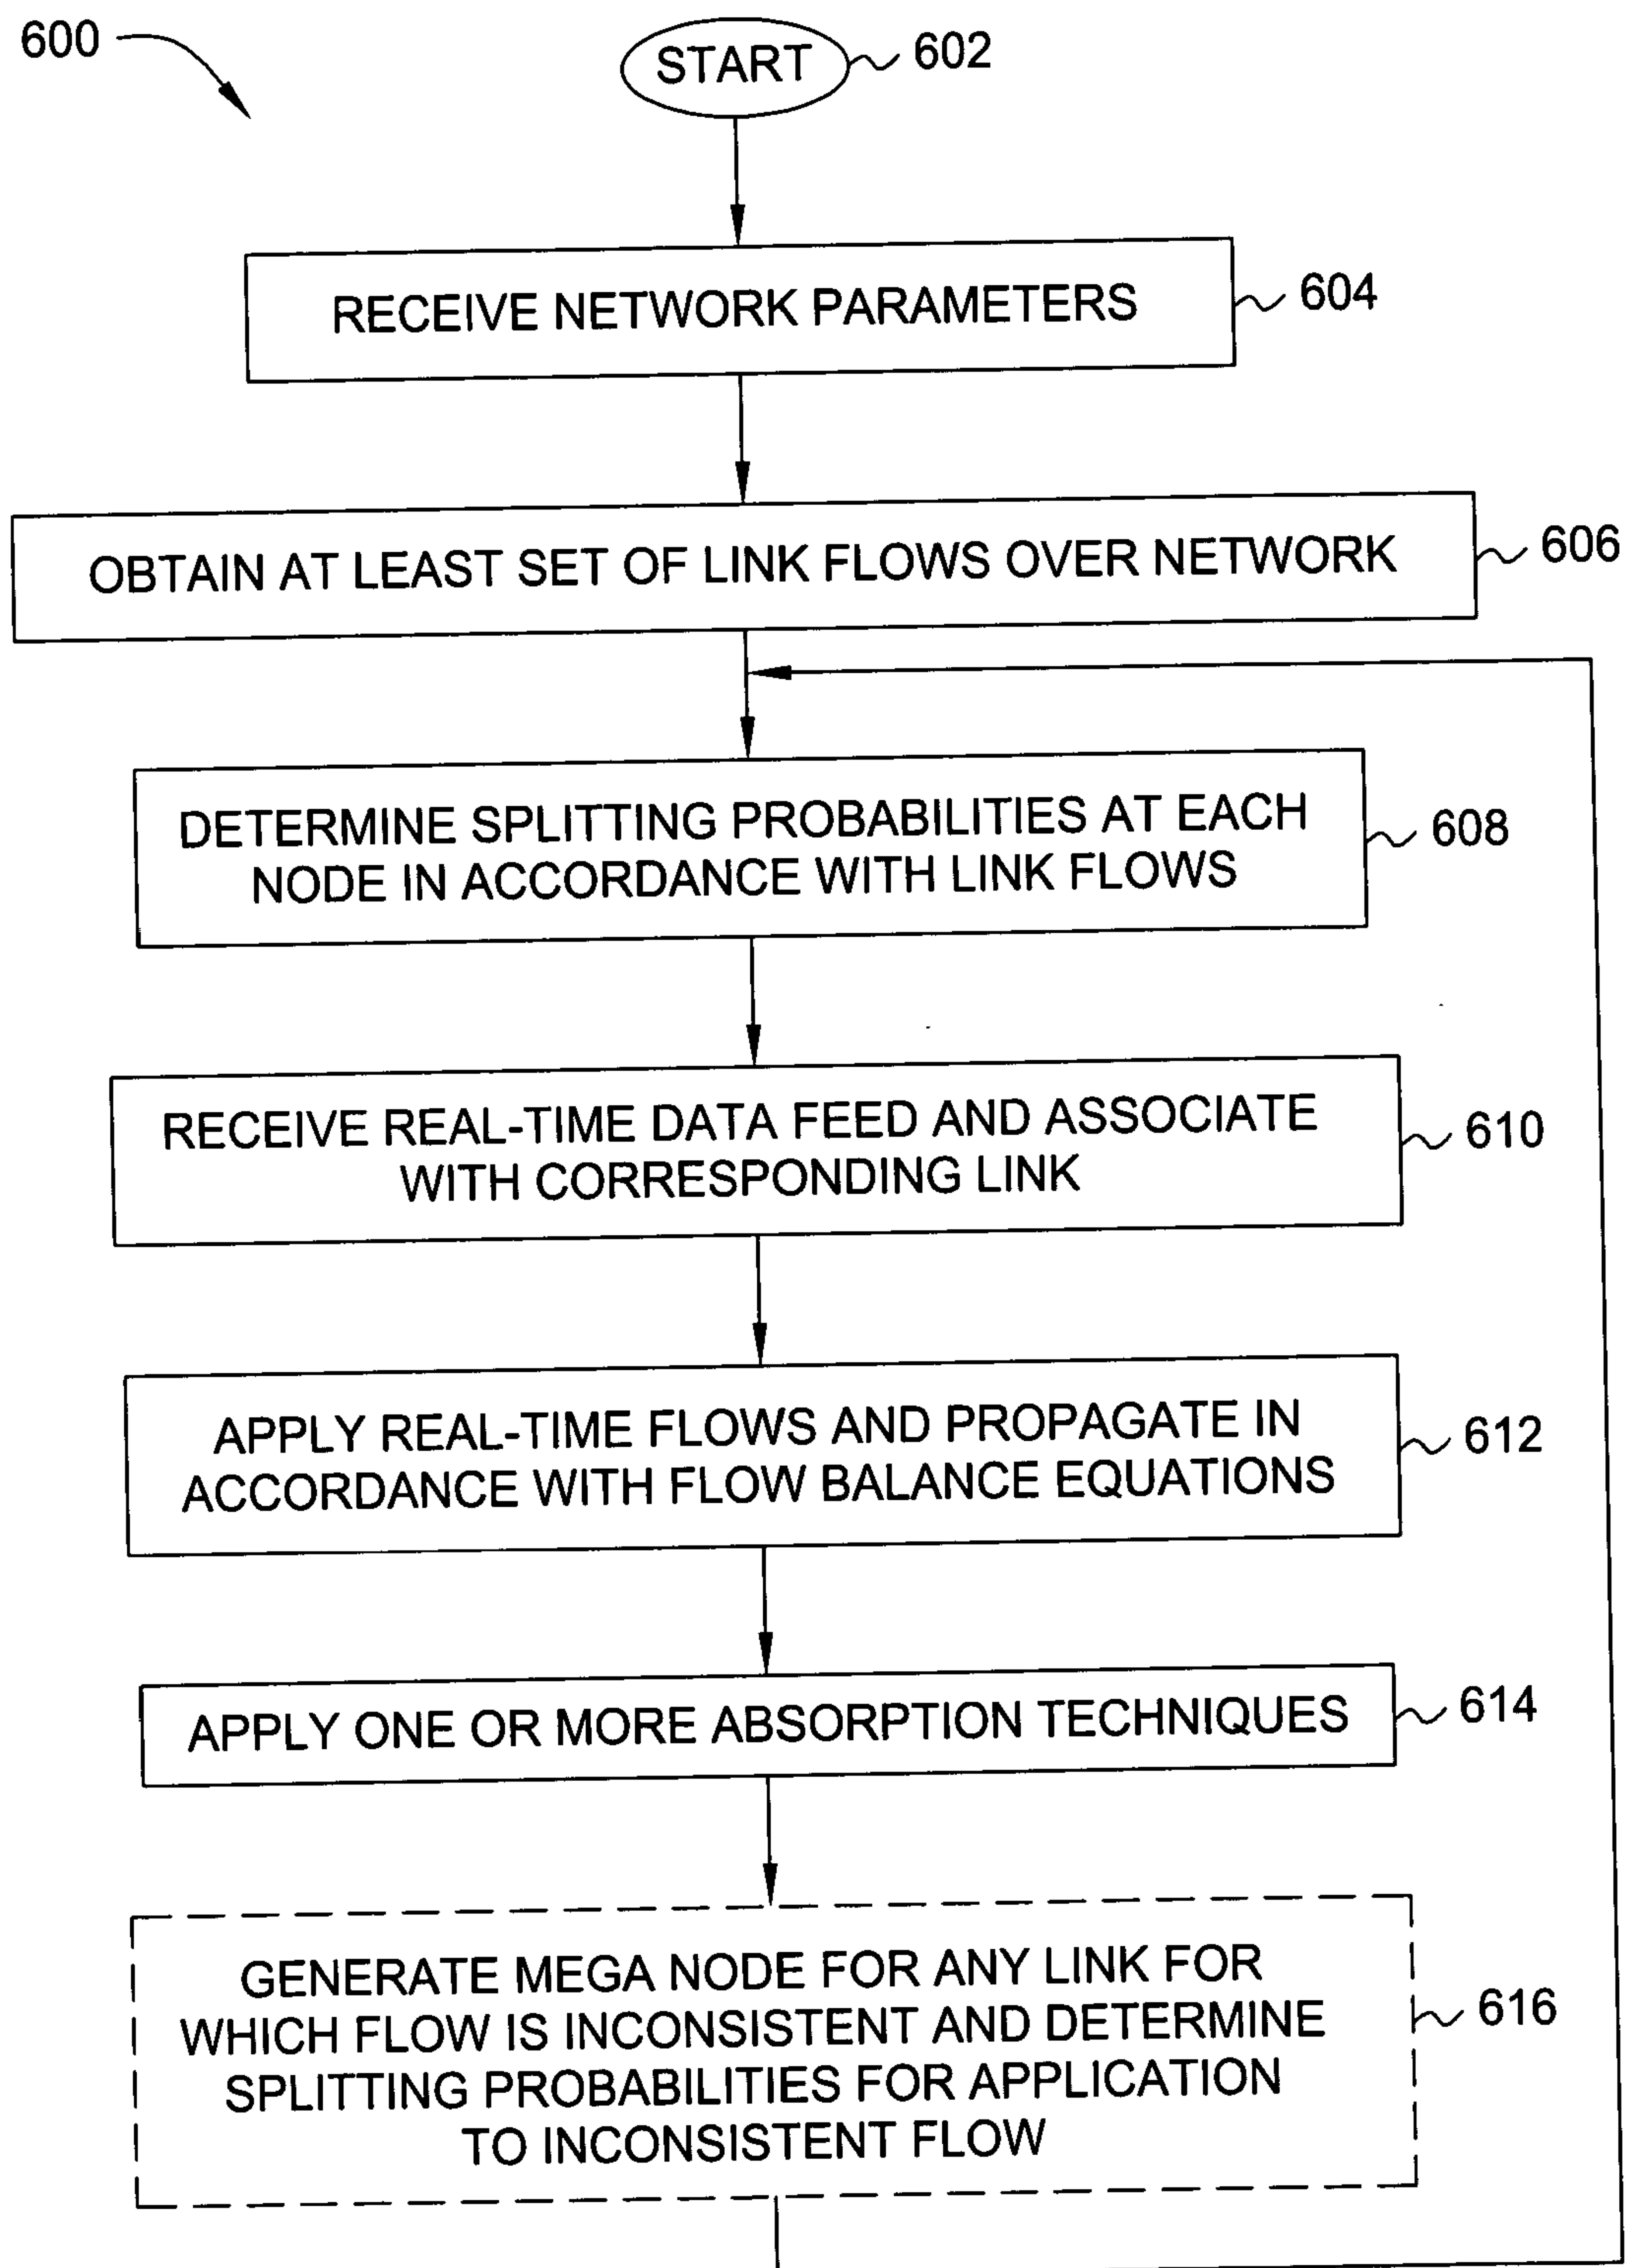 600
START
602
RECEIVE NETWORK PARAMETERS
604
OBTAIN AT LEAST SET OF LINK FLOWS OVER NETWORK
606
DETERMINE SPLITTING PROBABILITIES AT EACH
NODE IN ACCORDANCE WITH LINK FLOWS
608
RECEIVE REAL-TIME DATA FEED AND ASSOCIATE
WITH CORRESPONDING LINK
610
APPLY REAL-TIME FLOWS AND PROPAGATE IN
ACCORDANCE WITH FLOW BALANCE EQUATIONS
612
APPLY ONE OR MORE ABSORPTION TECHNIQUES
614
GENERATE MEGA NODE FOR ANY LINK FOR
WHICH FLOW IS INCONSISTENT AND DETERMINE
SPLITTING PROBABILITIES FOR APPLICATION
TO INCONSISTENT FLOW
616